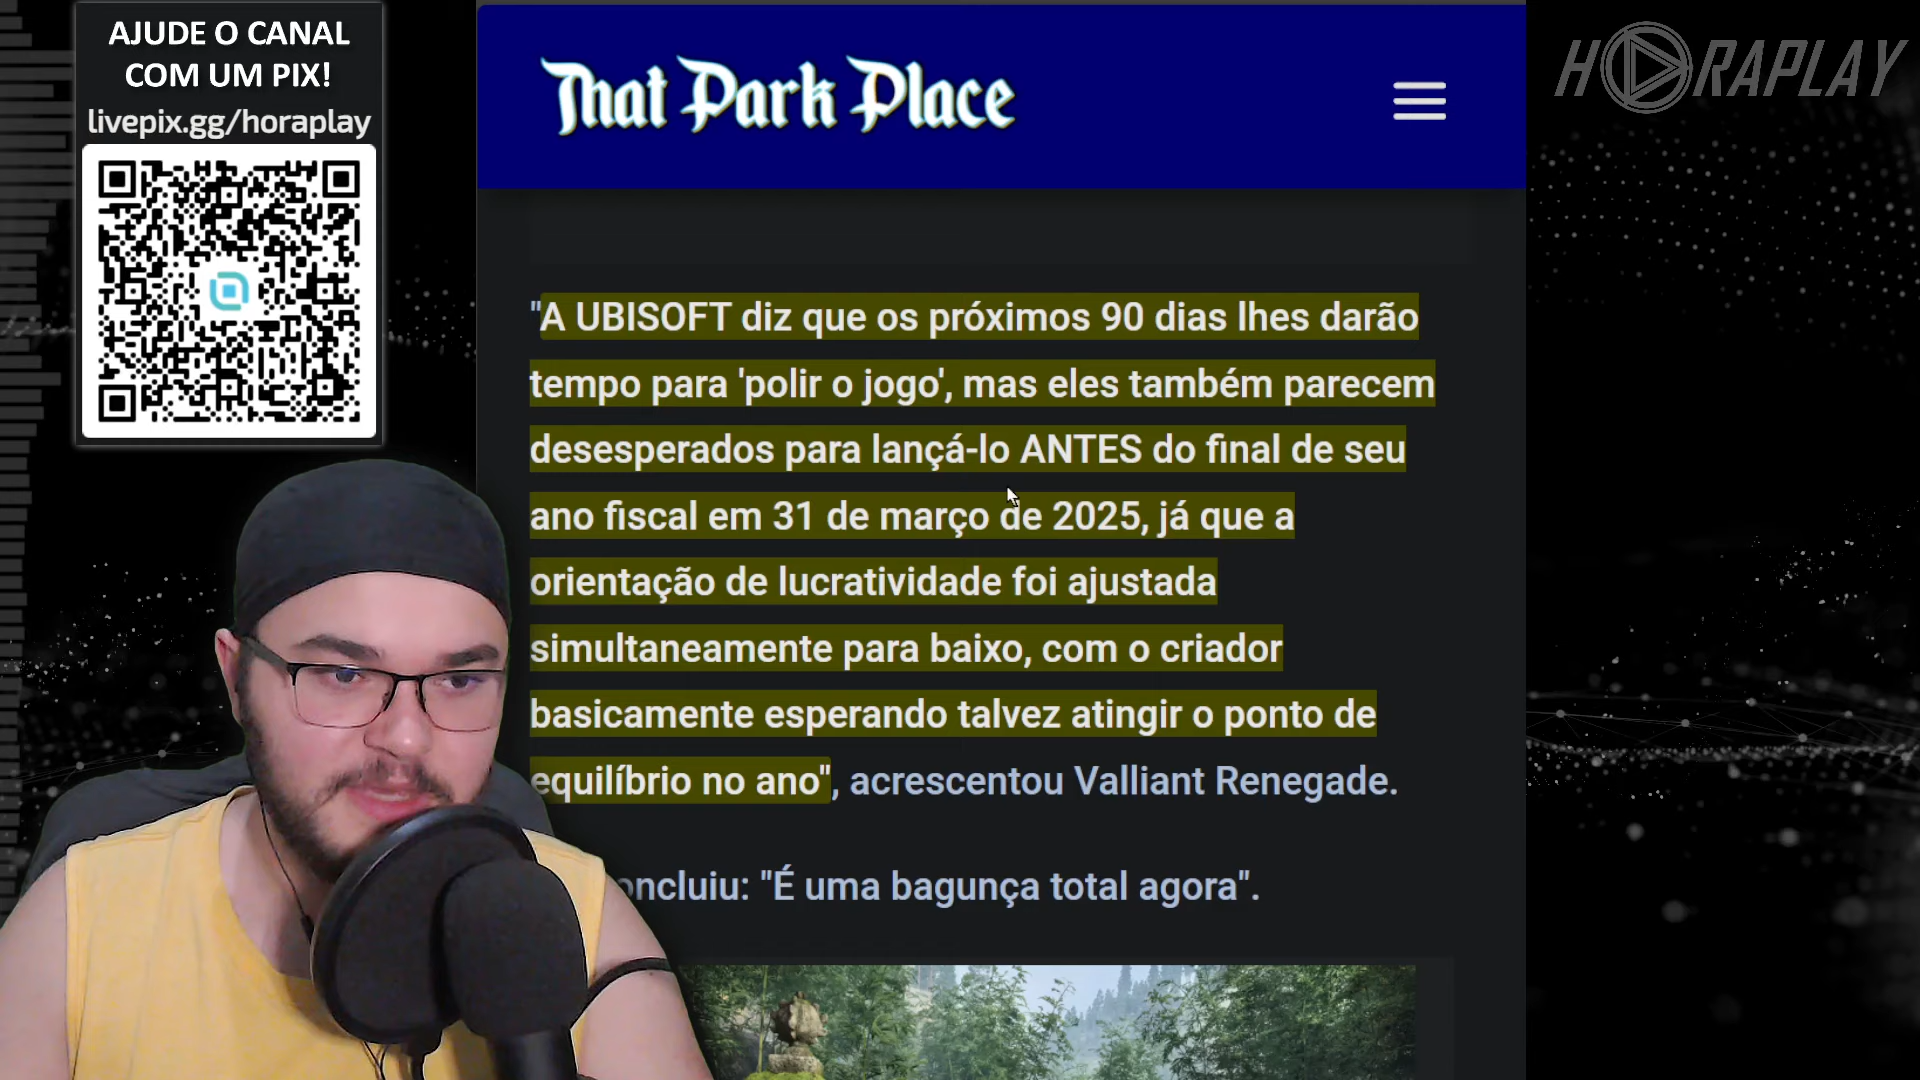 AJUDE O CANAL
COM UM PIX!
livepix.gg/horaplay
That Park Place
HORAPLAY
"A UBISOFT diz que os próximos 90 dias lhes darão
tempo para 'polir o jogo', mas eles também parecem
desesperados para lançá-lo ANTES do final de seu
ano fiscal em 31 de março de 2025, já que a
orientação de lucratividade foi ajustada
simultaneamente para baixo, com o criador
basicamente esperando talvez atingir o ponto de
equilíbrio no ano", acrescentou Valliant Renegade.
oncluiu: "É uma bagunça total agora".